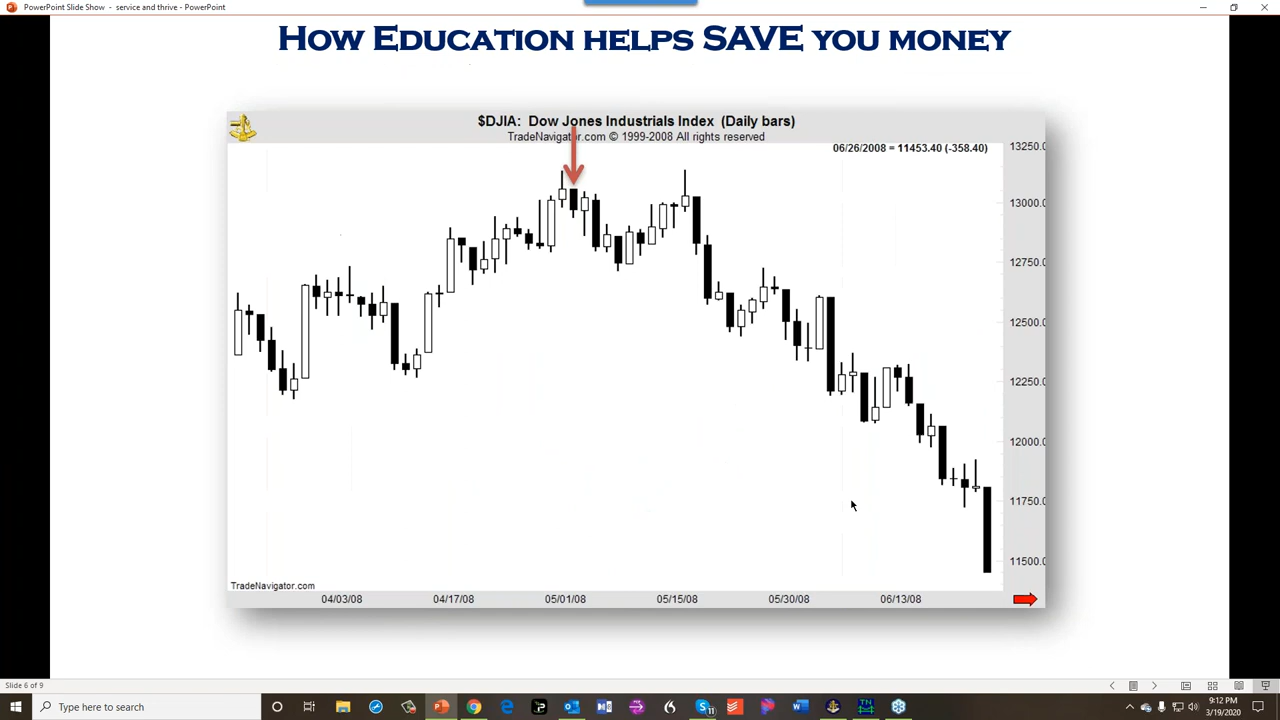 PowerPoint Slide Show - service and thrive - PowerPoint
HOW EDUCATION HELPS SAVE YOU MONEY
$DJIA: Dow Jones Industrials Index (Daily bars)
TradeNavigator.com © 1999-2008 All rights reserved
06/26/2008 = 11453.40 (-358.40)
13250.0
13000.0
12750.0
12500.0
12250.0
12000.0
11750.0
11500.0
TradeNavigator.com
04/03/08 04/17/08 05/01/08 05/15/08 05/30/08 06/13/08
Slide 6 of 9
Type here to search
11
9:12 PM
3/19/2020